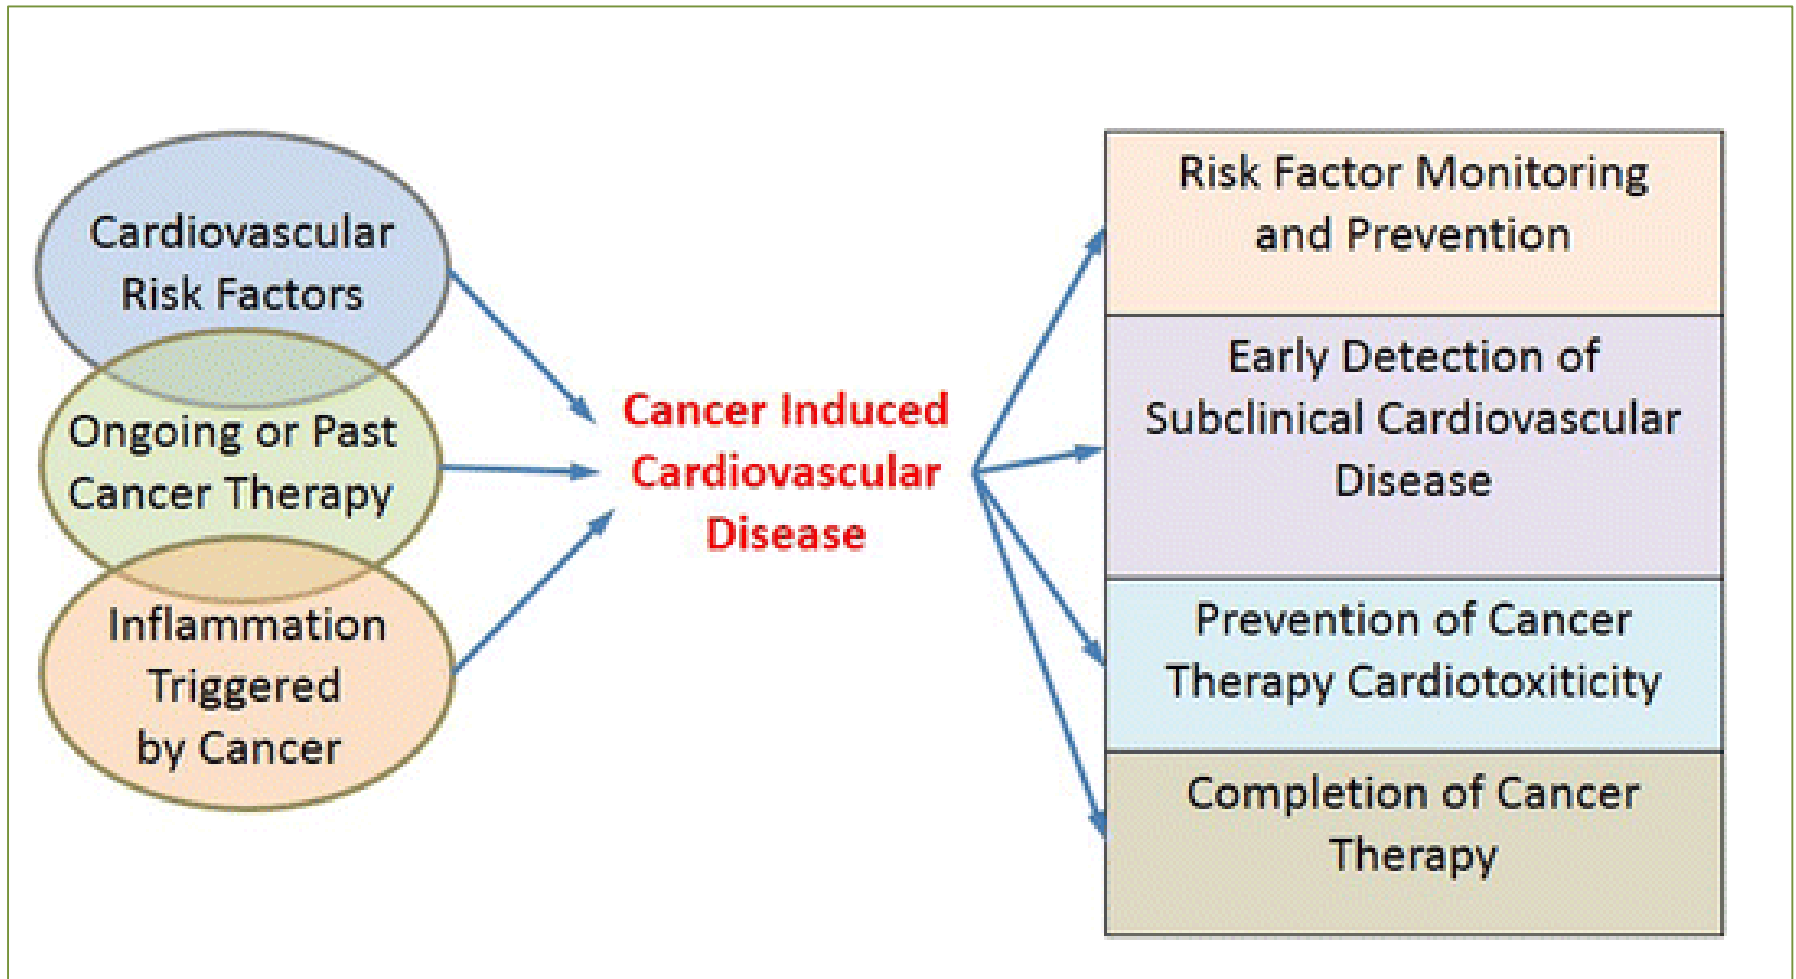 Cardiovascular
Risk Factors
Ongoing or Past
Cancer Therapy
Inflammation
Triggered
by Cancer
Cancer Induced
Cardiovascular
Disease
Risk Factor Monitoring
and Prevention
Early Detection of
Subclinical Cardiovascular
Disease
Prevention of Cancer
Therapy Cardiotoxiticity
Completion of Cancer
Therapy